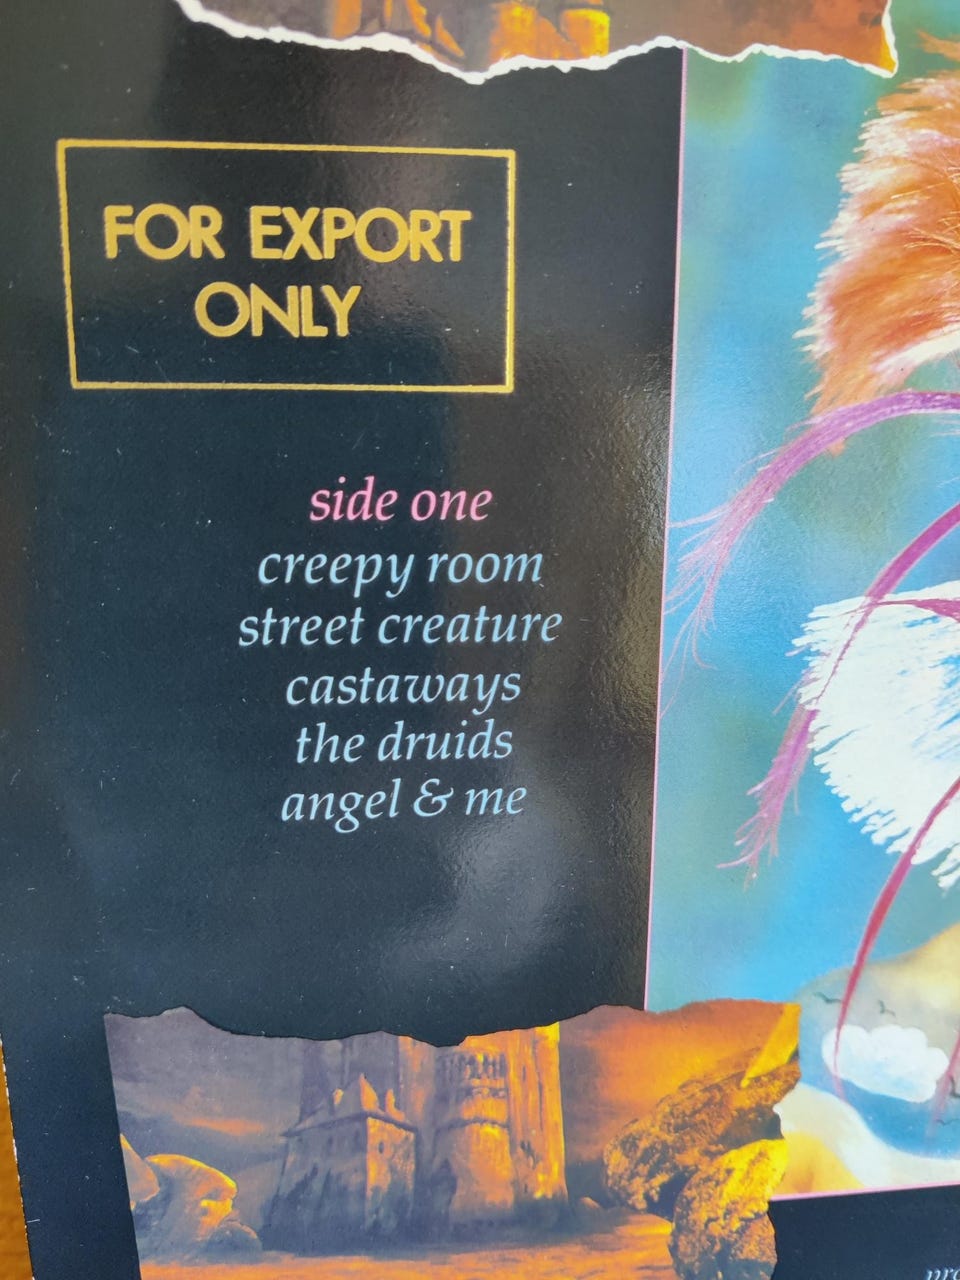 FOR EXPORT
ONLY
side one
creepy room
street creature
castaways
the druids
angel & me